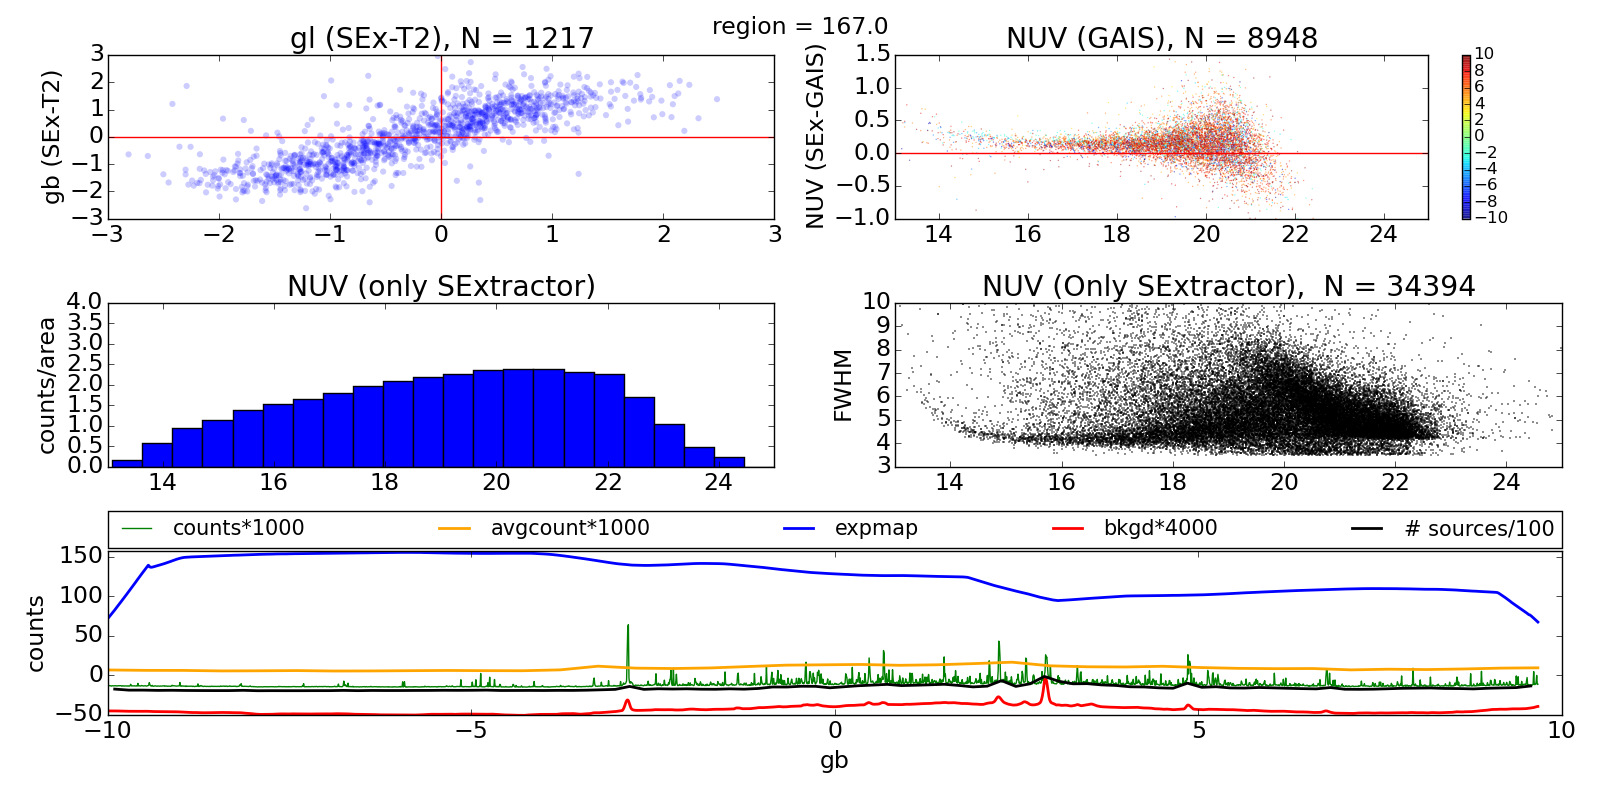 region = 167.0
gl (SEx-T2), N = 1217
gb (SEx-T2)
3
2
1
0
−1
−2
−3
−3 −2 −1 0 1 2 3
NUV (GAIS), N = 8948
NUV (SEx-GAIS)
1.5
1.0
0.5
0.0
−0.5
−1.0
14 16 18 20 22 24
10
8
6
4
2
0
−2
−4
−6
−8
−10
NUV (only SExtractor)
counts/area
4.0
3.5
3.0
2.5
2.0
1.5
1.0
0.5
0.0
14 16 18 20 22 24
NUV (Only SExtractor),  N = 34394
FWHM
10
9
8
7
6
5
4
3
14 16 18 20 22 24
counts*1000 avgcount*1000 expmap bkgd*4000 # sources/100
counts
150
100
50
0
−50
−10 −5 0 5 10
gb